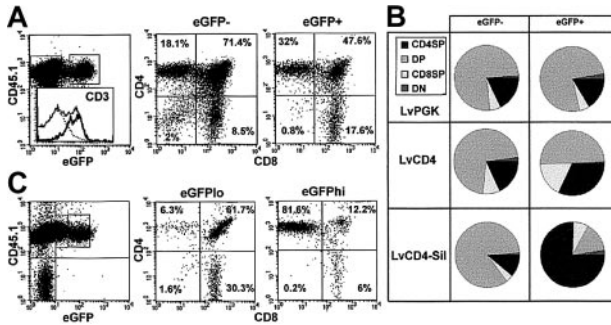 A
eGFP-
eGFP+
CD45.1
CD3
eGFP
CD4
18.1%
71.4%
2%
8.5%
32%
47.6%
0.8%
17.6%
CD8
B
eGFP-
eGFP+
CD4SP
DP
CD8SP
DN
LvPGK
LvCD4
LvCD4-Sil
C
eGFPlo
eGFPhi
CD45.1
eGFP
CD4
6.3%
61.7%
1.6%
30.3%
81.6%
12.2%
0.2%
6%
CD8